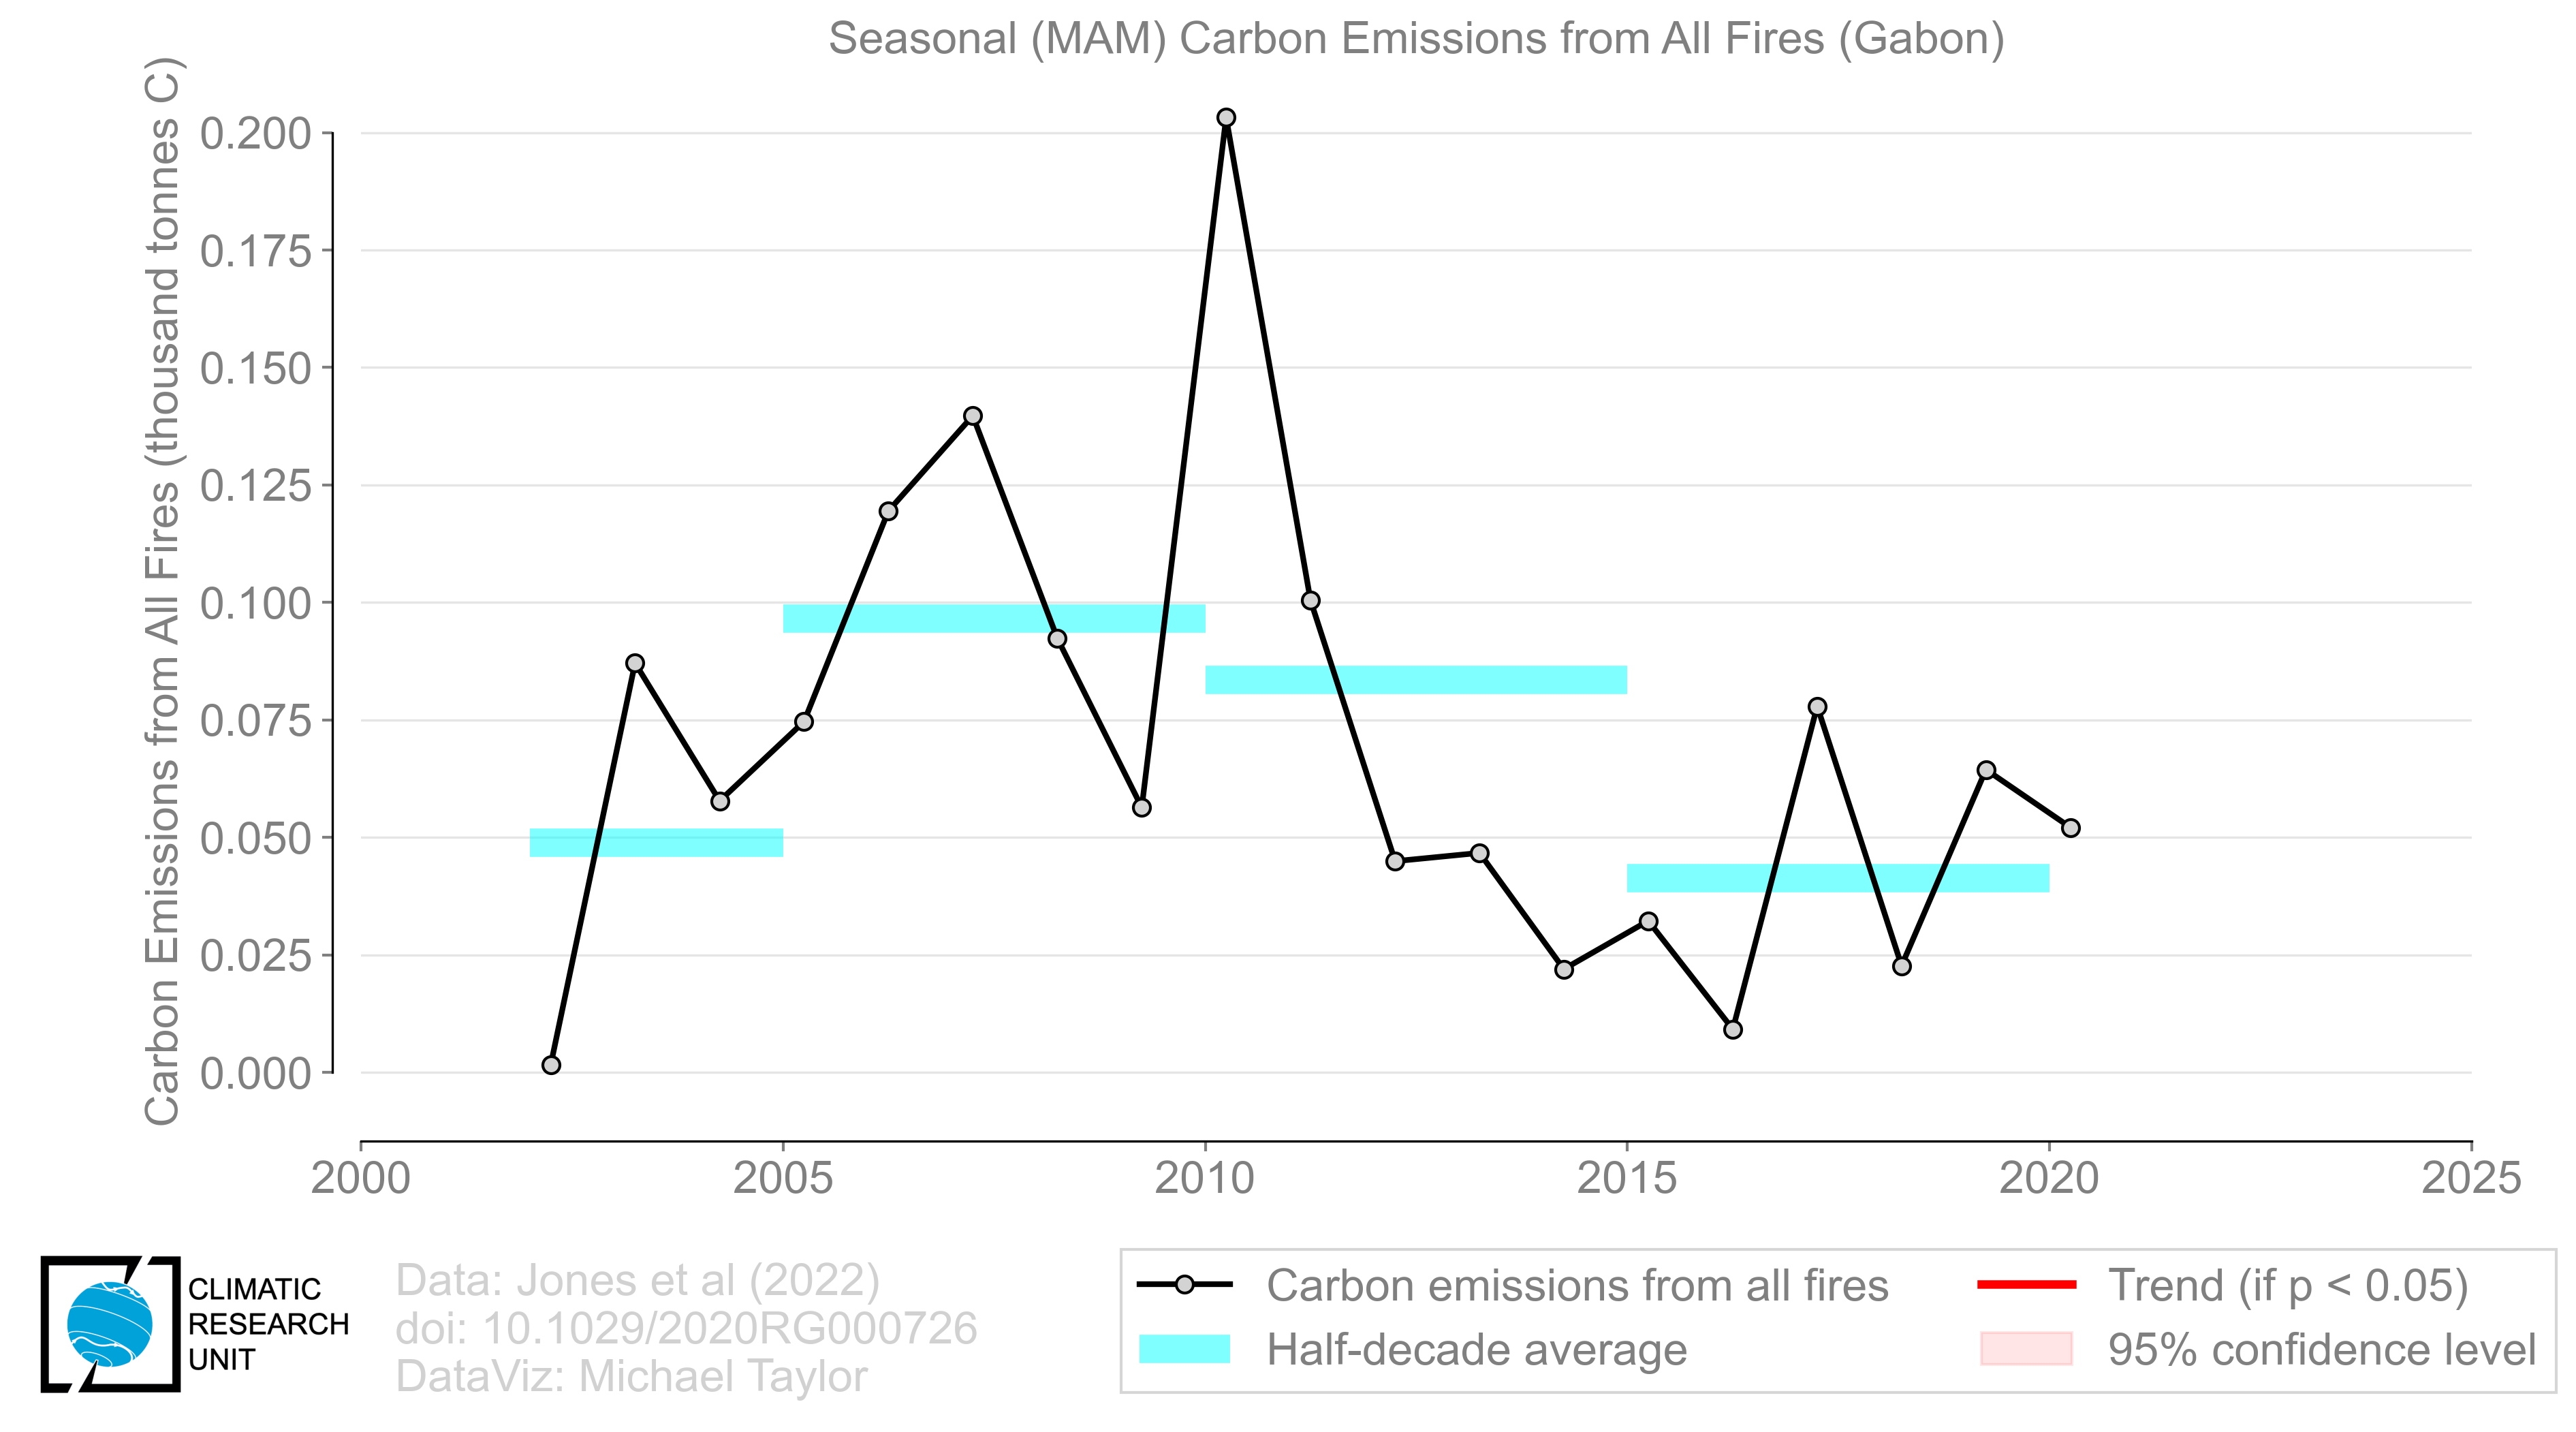 Seasonal (MAM) Carbon Emissions from All Fires (Gabon)
Carbon Emissions from All Fires (thousand tonnes C)
0.200
0.175
0.150
0.125
0.100
0.075
0.050
0.025
0.000
2000 2005 2010 2015 2020 2025
CLIMATIC
RESEARCH
UNIT
Data: Jones et al (2022)
doi: 10.1029/2020RG000726
DataViz: Michael Taylor
Carbon emissions from all fires
Half-decade average
Trend (if p < 0.05)
95% confidence level